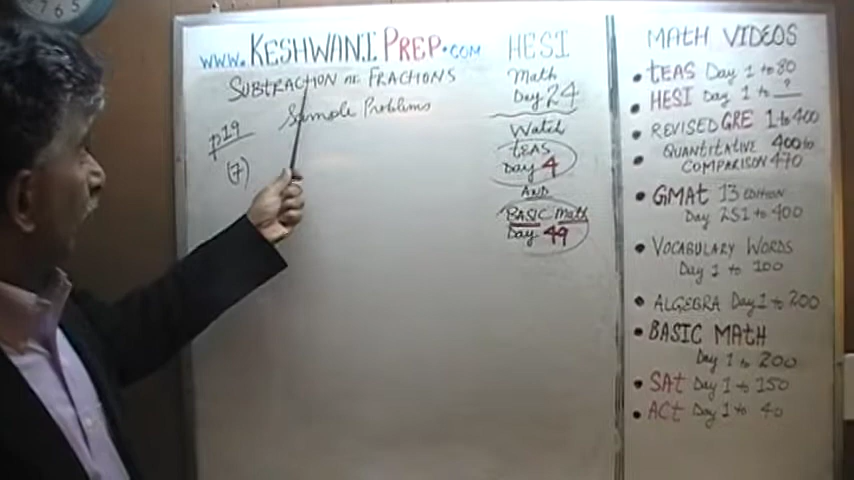 7 6 5
www.KESHWANIPREP.com
SUBTRACTION OF FRACTIONS
Sample Problems
p19
(7)
HESI
Math
Day 24
Watch
TEAS
Day 4
AND
BASIC Math
Day 49
MATH VIDEOS
• TEAS Day 1 to 80
• HESI Day 1 to ?
• REVISED GRE 1 to 400
• QUANTITATIVE 400 to
COMPARISON 470
• GMAT 13 EDITION
Day 251 to 400
• VOCABULARY WORDS
Day 1 to 100
• ALGEBRA Day 1 to 200
• BASIC MATH
Day 1 to 200
• SAT Day 1 to 150
• ACT Day 1 to 40